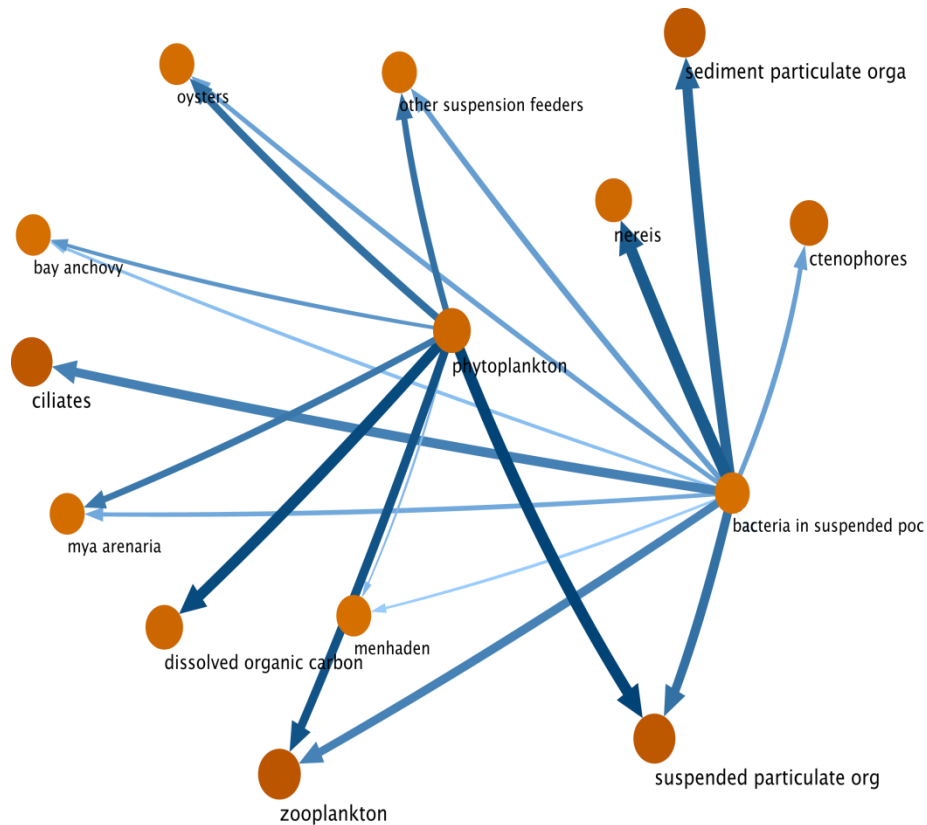 sediment particulate orga
oysters
other suspension feeders
nereis
ctenophores
bay anchovy
phytoplankton
ciliates
bacteria in suspended poc
mya arenaria
menhaden
dissolved organic carbon
suspended particulate org
zooplankton